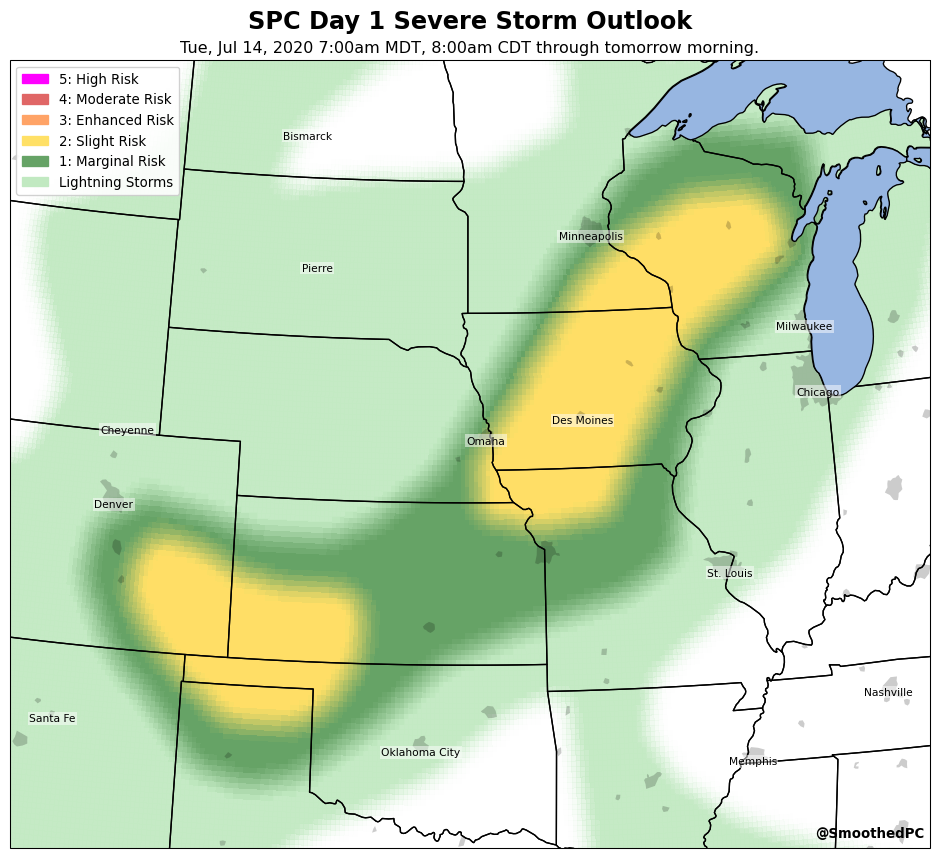 SPC Day 1 Severe Storm Outlook
Tue, Jul 14, 2020 7:00am MDT, 8:00am CDT through tomorrow morning.
5: High Risk
4: Moderate Risk
3: Enhanced Risk
2: Slight Risk
1: Marginal Risk
Lightning Storms
Bismarck
Minneapolis
Pierre
Milwaukee
Chicago
Des Moines
Cheyenne
Omaha
Denver
St. Louis
Nashville
Santa Fe
Oklahoma City
Memphis
@SmoothedPC